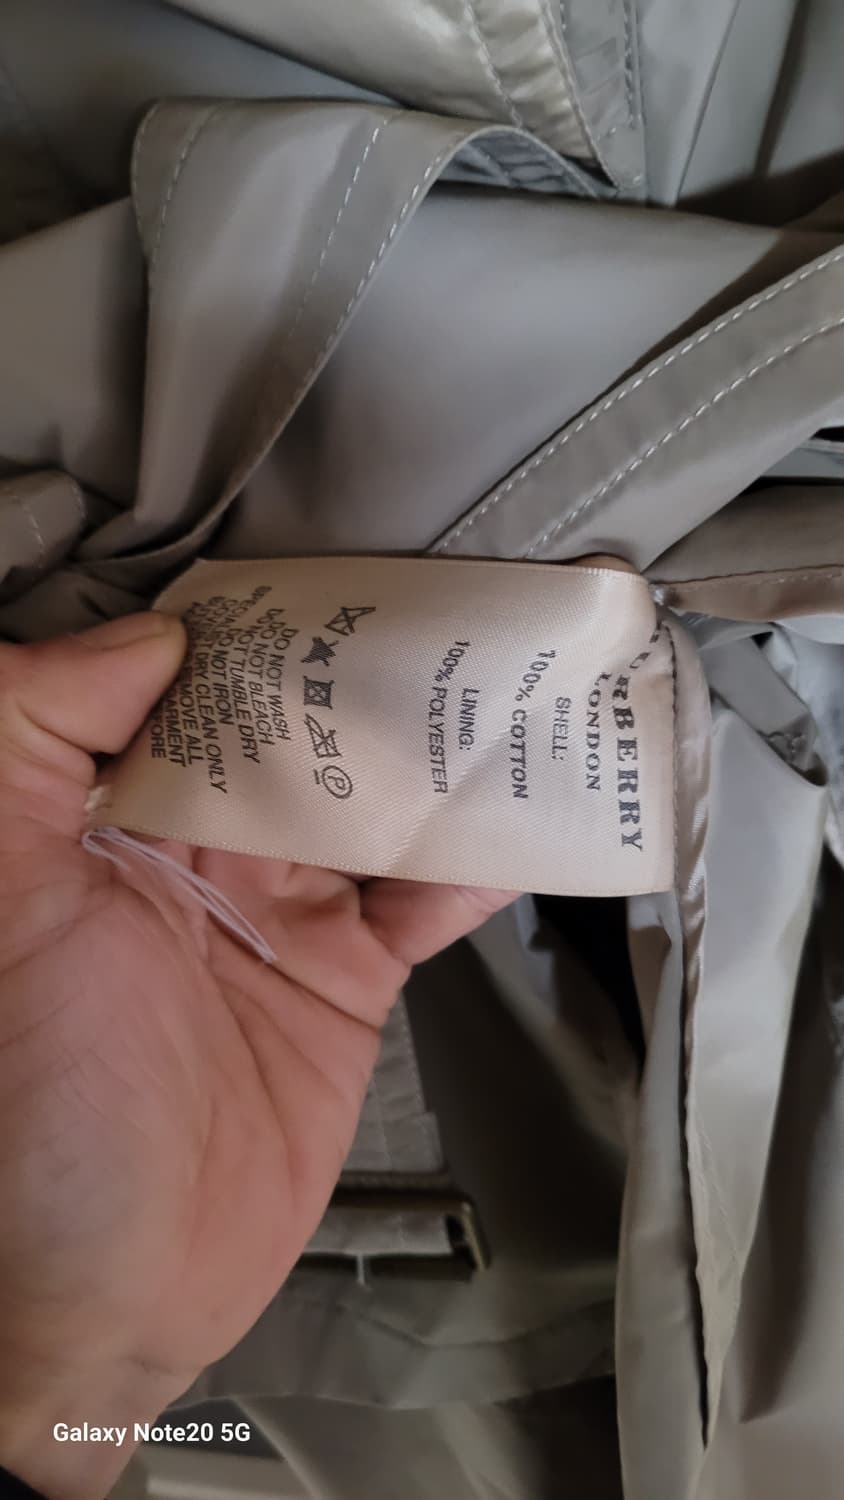 BURBERRY
LONDON
SHELL:
100% COTTON
LINING:
100% POLYESTER
DO NOT WASH
DO NOT BLEACH
DO NOT TUMBLE DRY
DO NOT IRON
DRY CLEAN ONLY
REMOVE ALL
GARMENT
Galaxy Note20 5G